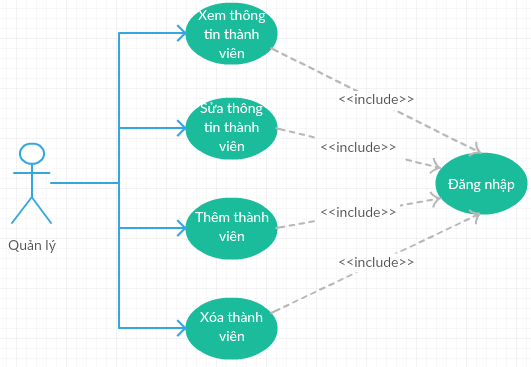 Xem thông
tin thành
viên
<<include>>
Sửa thông
tin thành
viên
<<include>>
Đăng nhập
Thêm thành
viên
<<include>>
Quản lý
<<include>>
Xóa thành
viên